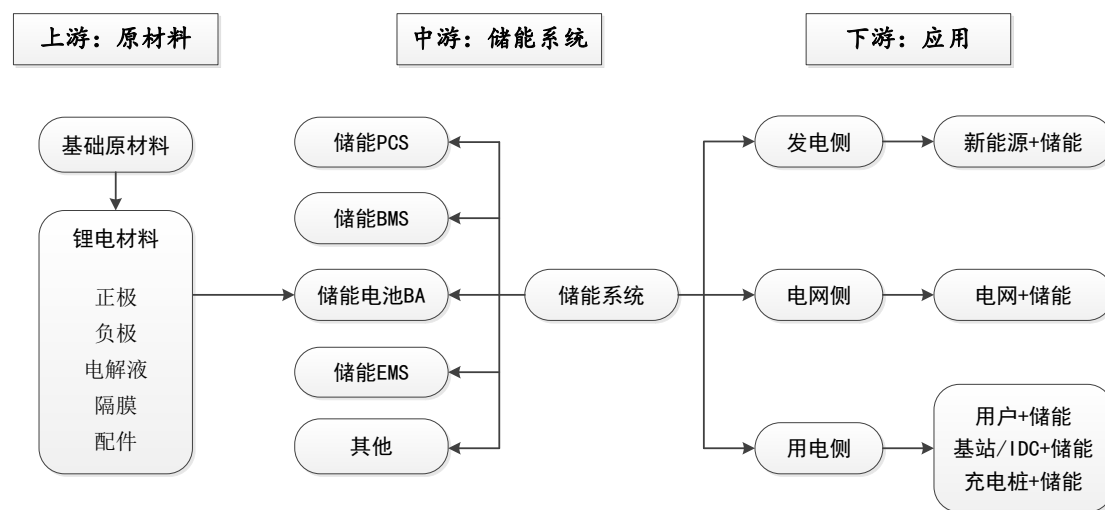 上游：原材料
中游：储能系统
下游：应用
基础原材料
锂电材料
正极
负极
电解液
隔膜
配件
储能PCS
储能BMS
储能电池BA
储能EMS
其他
储能系统
发电侧
新能源+储能
电网侧
电网+储能
用电侧
用户+储能
基站/IDC+储能
充电桩+储能